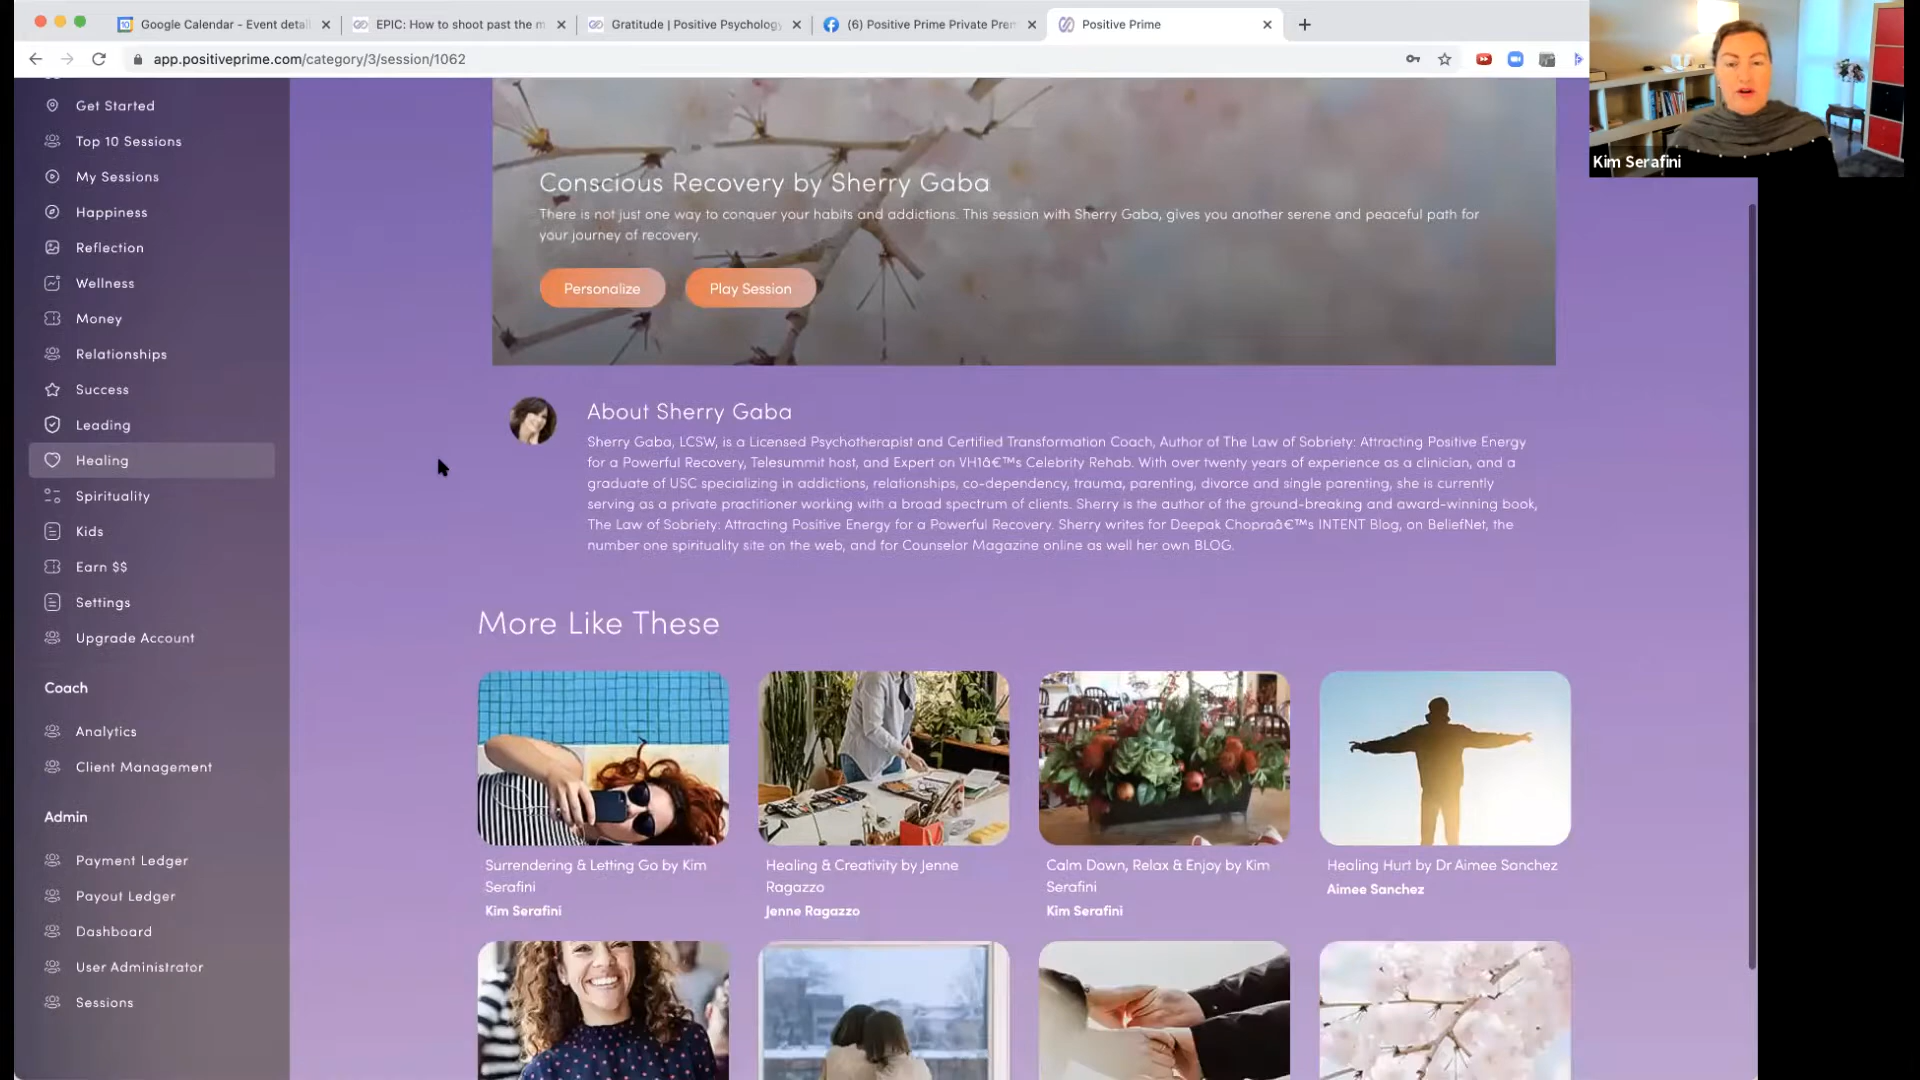 Google Calendar - Event detail
EPIC: How to shoot past the m
Gratitude | Positive Psychology
(6) Positive Prime Private Prem
Positive Prime
app.positiveprime.com/category/3/session/1062
Kim Serafini
Get Started
Top 10 Sessions
My Sessions
Happiness
Reflection
Wellness
Money
Relationships
Success
Leading
Healing
Spirituality
Kids
Earn $$
Settings
Upgrade Account
Coach
Analytics
Client Management
Admin
Payment Ledger
Payout Ledger
Dashboard
User Administrator
Sessions
Conscious Recovery by Sherry Gaba
There is not just one way to conquer your habits and addictions. This session with Sherry Gaba, gives you another serene and peaceful path for
your journey of recovery.
Personalize
Play Session
About Sherry Gaba
Sherry Gaba, LCSW, is a Licensed Psychotherapist and Certified Transformation Coach, Author of The Law of Sobriety: Attracting Positive Energy
for a Powerful Recovery, Telesummit host, and Expert on VH1â€™s Celebrity Rehab. With over twenty years of experience as a clinician, and a
graduate of USC specializing in addictions, relationships, co-dependency, trauma, parenting, divorce and single parenting, she is currently
serving as a private practitioner working with a broad spectrum of clients. Sherry is the author of the ground-breaking and award-winning book,
The Law of Sobriety: Attracting Positive Energy for a Powerful Recovery. Sherry writes for Deepak Chopraâ€™s INTENT Blog, on BeliefNet, the
number one spirituality site on the web, and for Counselor Magazine online as well her own BLOG.
More Like These
Surrendering & Letting Go by Kim
Serafini
Kim Serafini
Healing & Creativity by Jenne
Ragazzo
Jenne Ragazzo
Calm Down, Relax & Enjoy by Kim
Serafini
Kim Serafini
Healing Hurt by Dr Aimee Sanchez
Aimee Sanchez